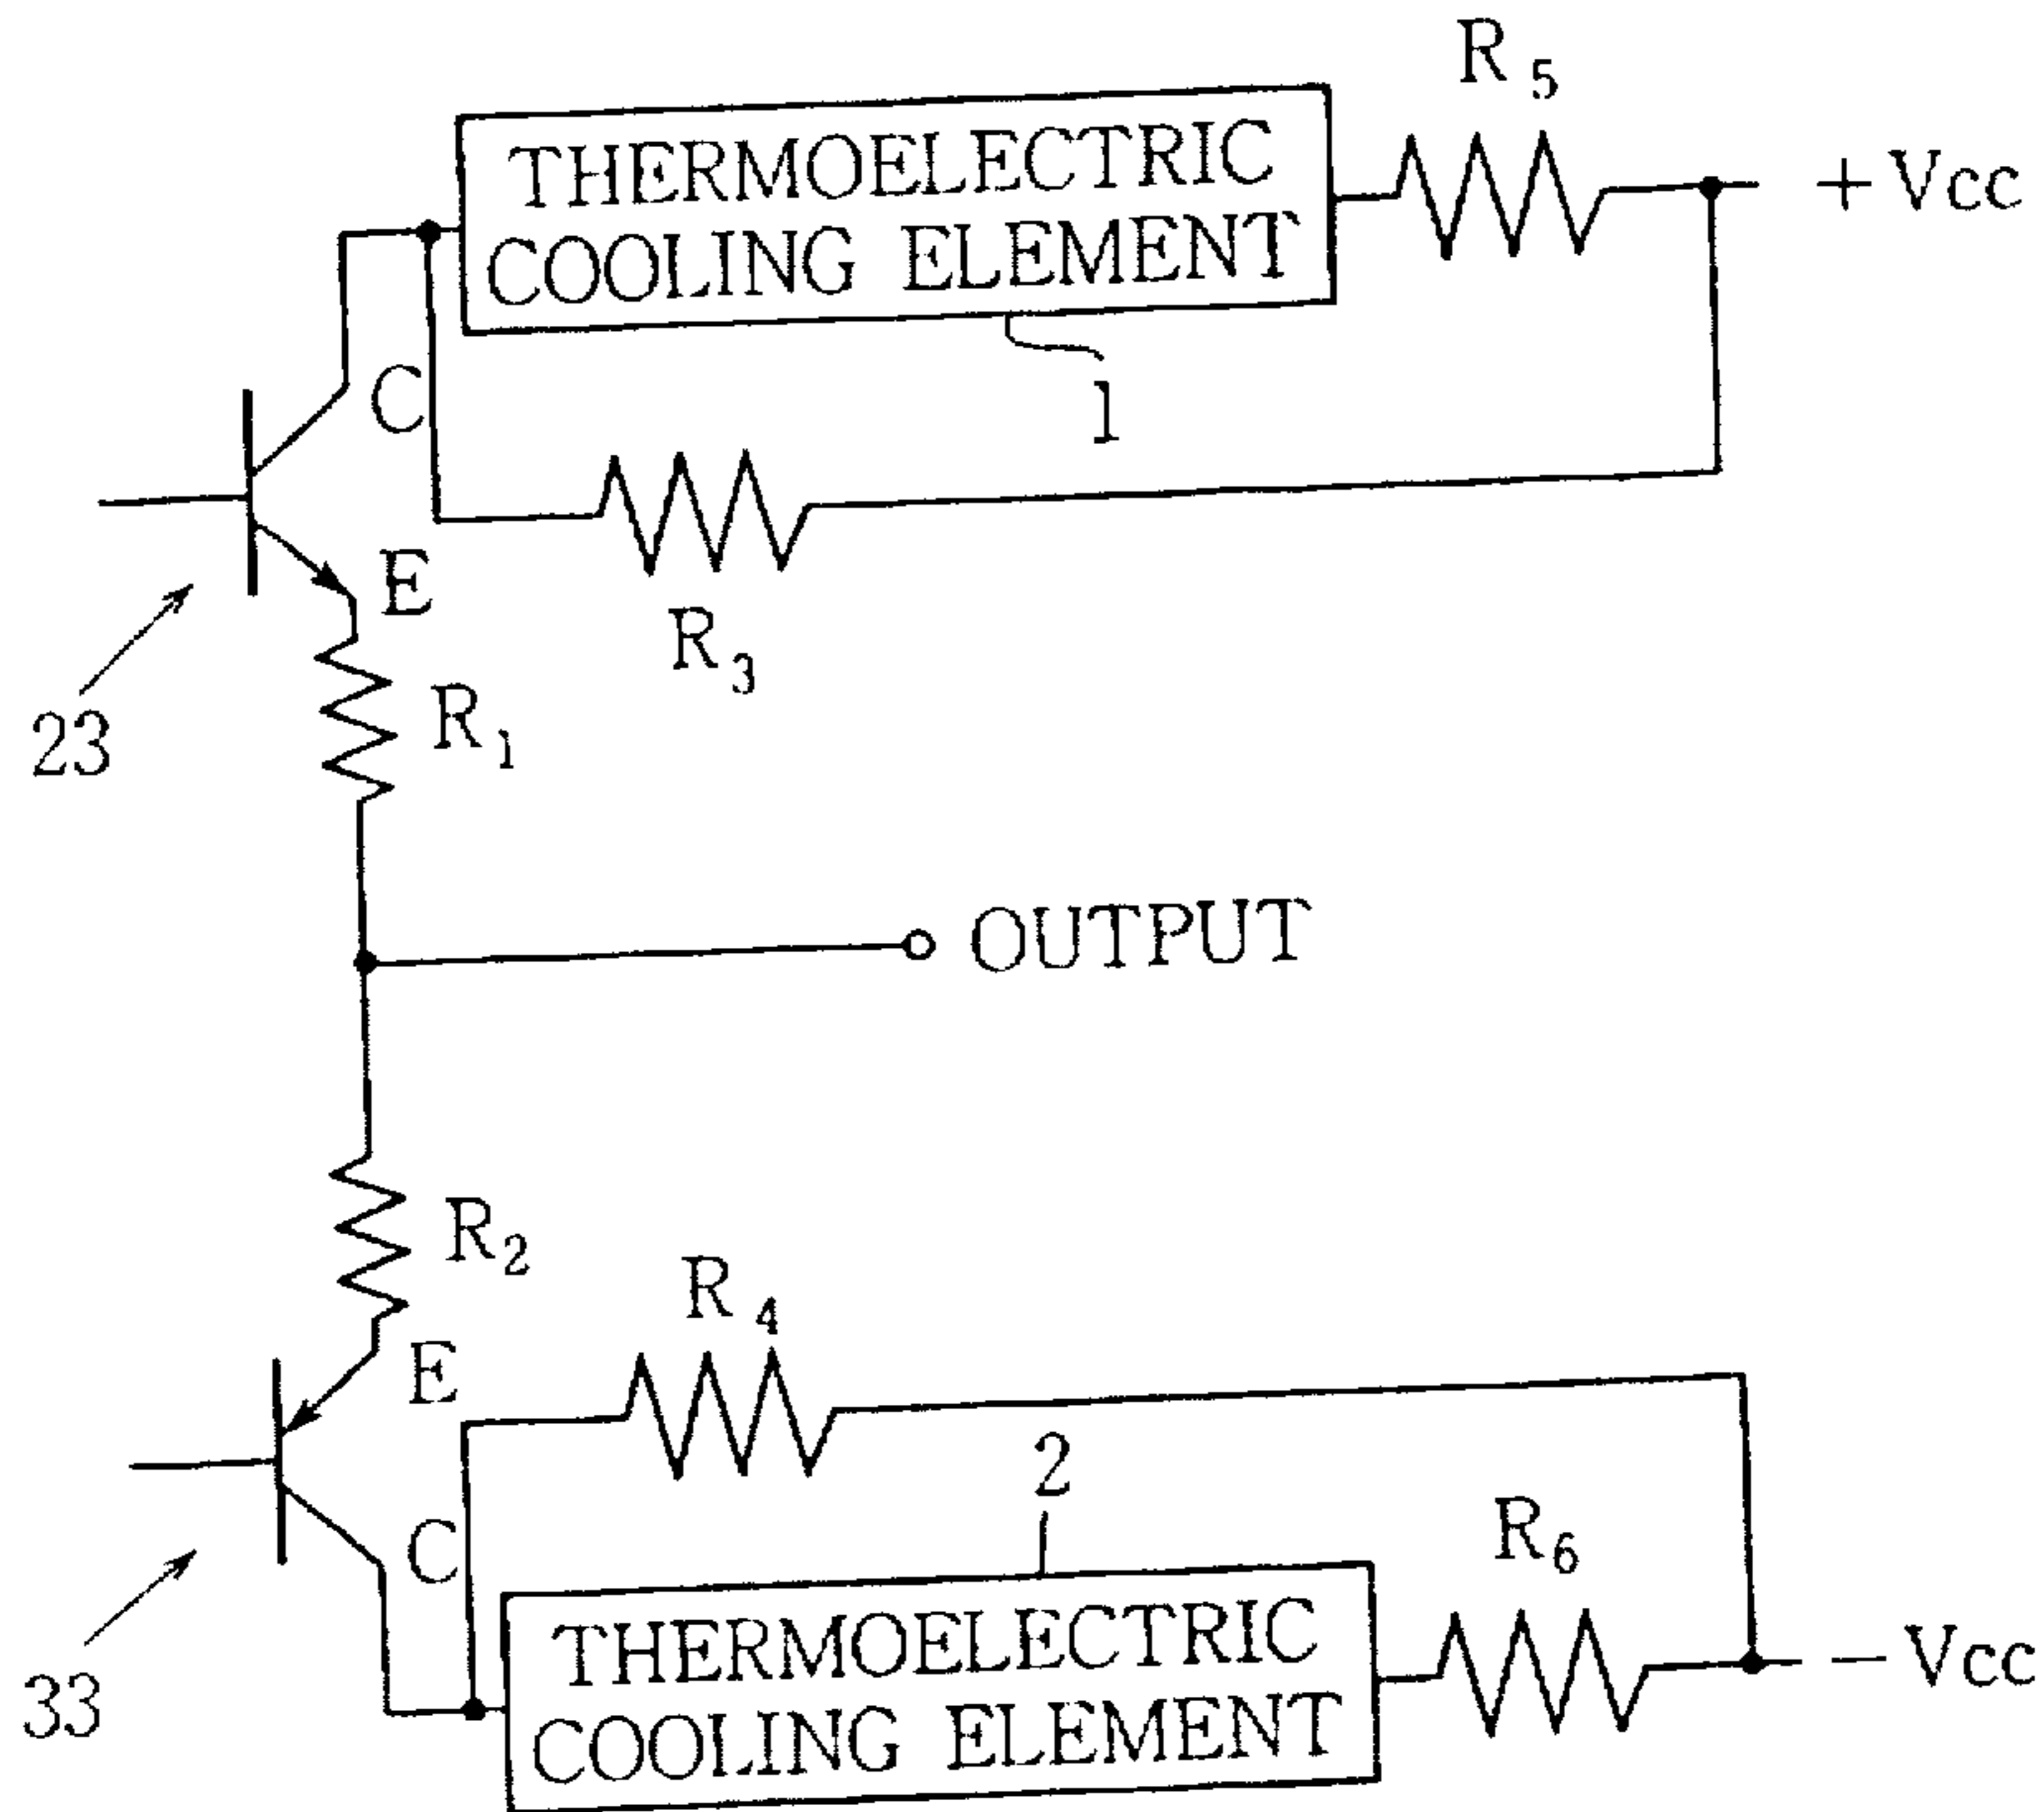 R5
THERMOELECTRIC
COOLING ELEMENT
+Vcc
1
C
E
R3
23
R1
OUTPUT
R2
R4
E
2
C
R6
33
THERMOELECTRIC
COOLING ELEMENT
−Vcc